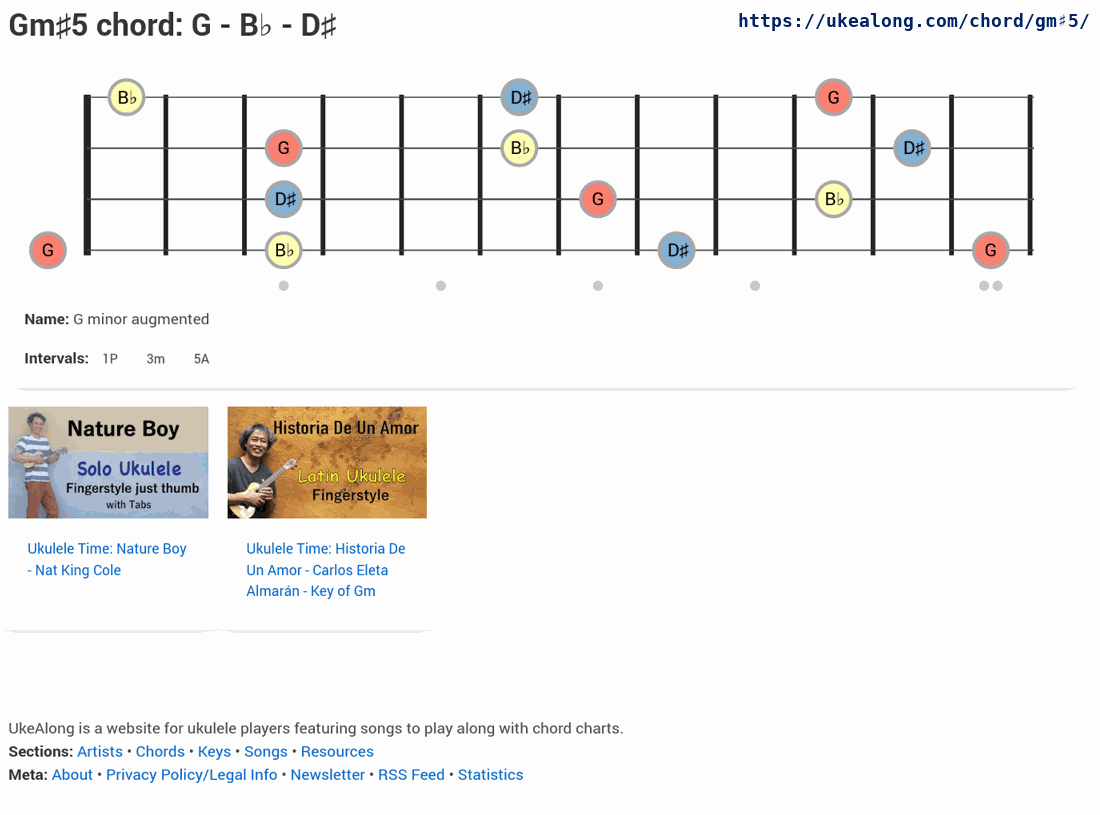 Gm♯5 chord: G - B♭ - D♯
https://ukealong.com/chord/gm♯5/
B♭ D♯ G
G B♭ D♯
D♯ G B♭
G B♭ D♯ G
Name: G minor augmented
Intervals: 1P 3m 5A
Nature Boy
Solo Ukulele
Fingerstyle just thumb
with Tabs
Historia De Un Amor
Latin Ukulele
Fingerstyle
Ukulele Time: Nature Boy
- Nat King Cole
Ukulele Time: Historia De
Un Amor - Carlos Eleta
Almarán - Key of Gm
UkeAlong is a website for ukulele players featuring songs to play along with chord charts.
Sections: Artists • Chords • Keys • Songs • Resources
Meta: About • Privacy Policy/Legal Info • Newsletter • RSS Feed • Statistics